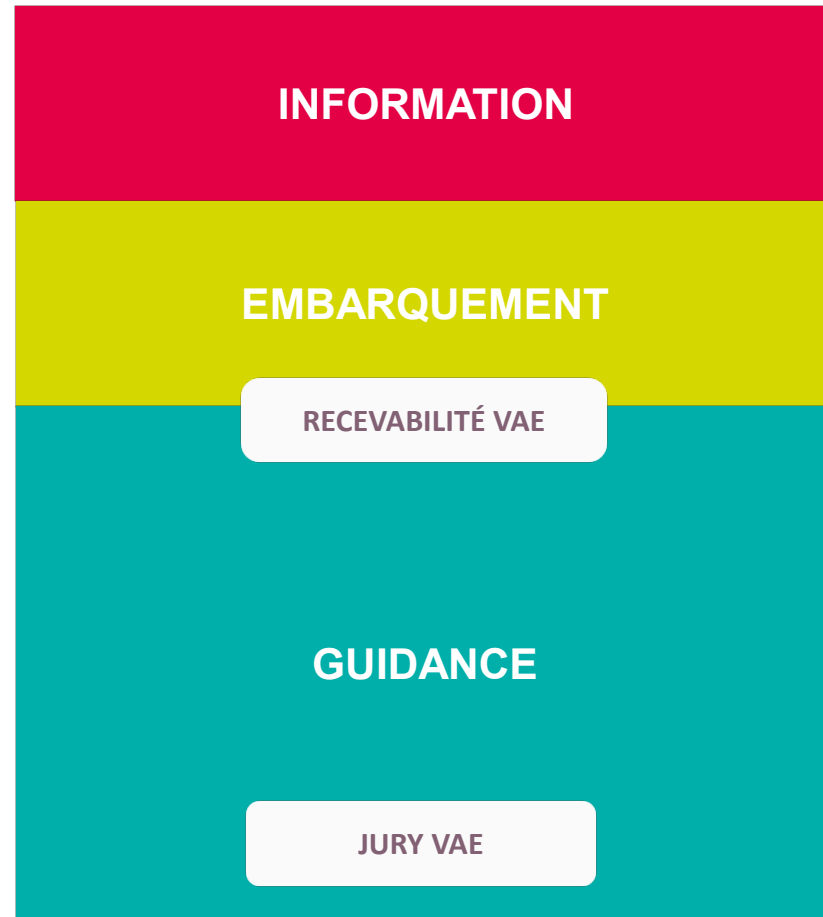 INFORMATION
EMBARQUEMENT
RECEVABILITÉ VAE
GUIDANCE
JURY VAE